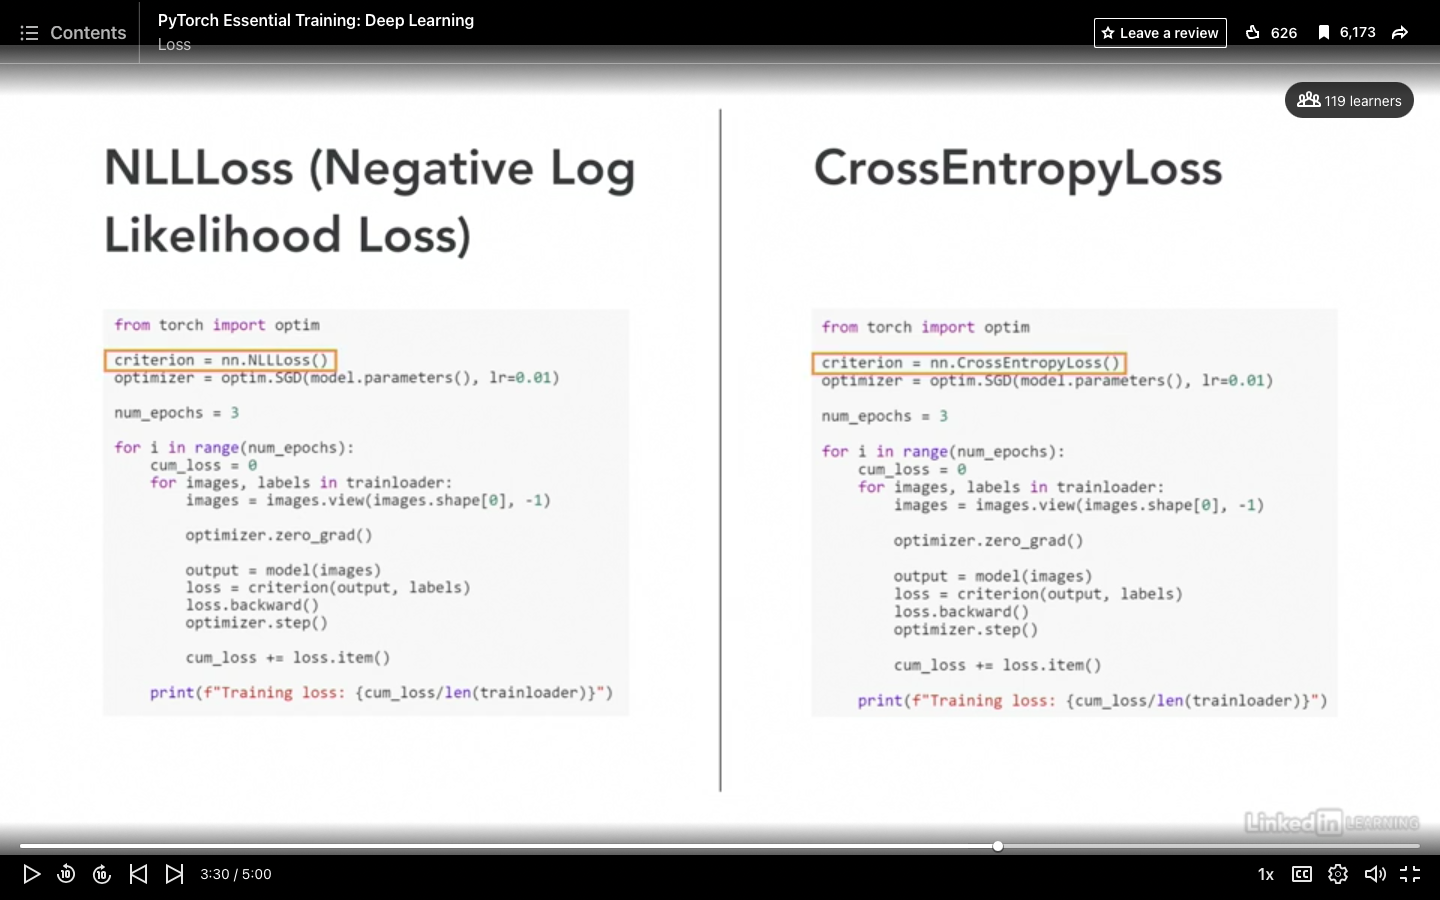 Contents
PyTorch Essential Training: Deep Learning
Loss
Leave a review
626
6,173
119 learners
NLLLoss (Negative Log
Likelihood Loss)
from torch import optim
criterion = nn.NLLLoss()
optimizer = optim.SGD(model.parameters(), lr=0.01)
num_epochs = 3
for i in range(num_epochs):
    cum_loss = 0
    for images, labels in trainloader:
        images = images.view(images.shape[0], -1)
        optimizer.zero_grad()
        output = model(images)
        loss = criterion(output, labels)
        loss.backward()
        optimizer.step()
        cum_loss += loss.item()
    print(f"Training loss: {cum_loss/len(trainloader)}")
CrossEntropyLoss
from torch import optim
criterion = nn.CrossEntropyLoss()
optimizer = optim.SGD(model.parameters(), lr=0.01)
num_epochs = 3
for i in range(num_epochs):
    cum_loss = 0
    for images, labels in trainloader:
        images = images.view(images.shape[0], -1)
        optimizer.zero_grad()
        output = model(images)
        loss = criterion(output, labels)
        loss.backward()
        optimizer.step()
        cum_loss += loss.item()
    print(f"Training loss: {cum_loss/len(trainloader)}")
Linked in LEARNING
10
10
3:30 / 5:00
1x
CC